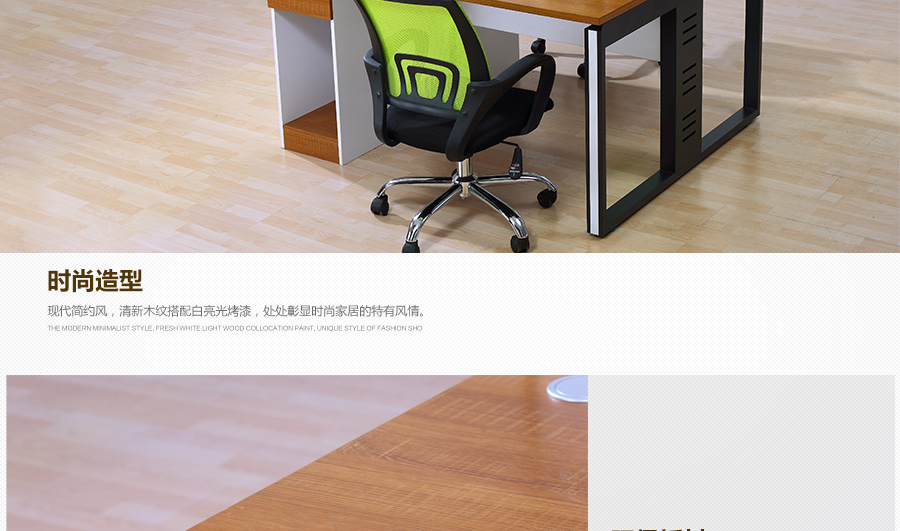 时尚造型
现代简约风，清新木纹搭配白亮光烤漆，处处彰显时尚家居的特有风情。
THE MODERN MINIMALIST STYLE, FRESH WHITE LIGHT WOOD COLLOCATION PAINT, UNIQUE STYLE OF FASHION SHO